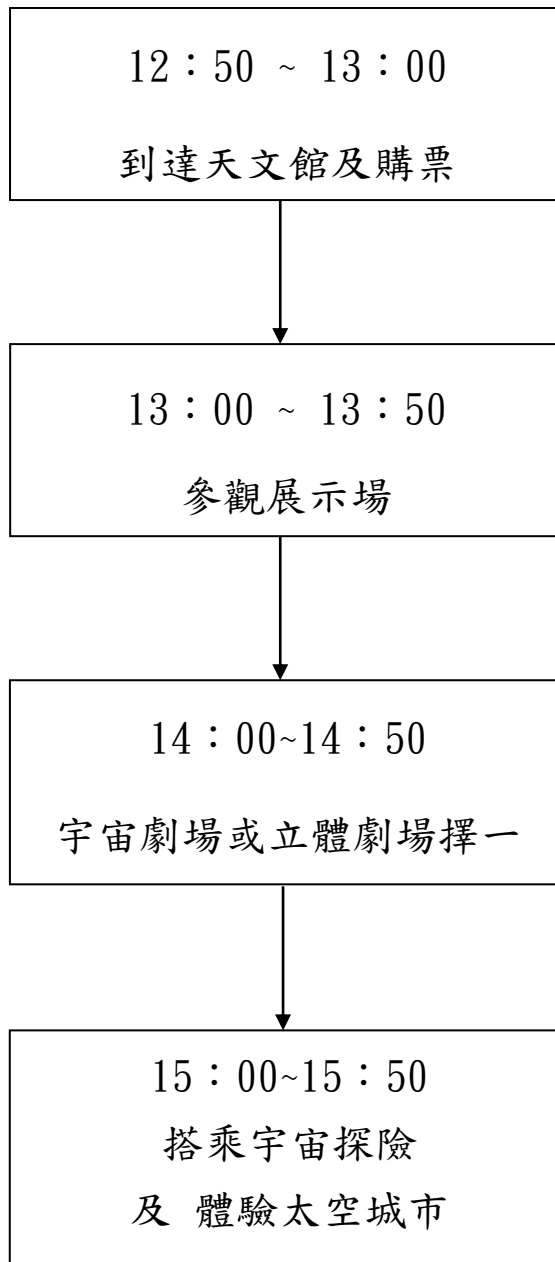 12：50 ~ 13：00
到達天文館及購票
13：00 ~ 13：50
參觀展示場
14：00~14：50
宇宙劇場或立體劇場擇一
15：00~15：50
搭乘宇宙探險
及 體驗太空城市